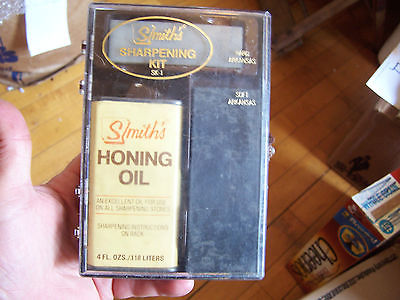 Smith's
SHARPENING
KIT
SK-1
HARD
ARKANSAS
SOFT
ARKANSAS
Smith's
HONING
OIL
AN EXCELLENT OIL FOR USE
ON ALL SHARPENING STONES
SHARPENING INSTRUCTIONS
ON BACK
4 FL. OZS./.118 LITERS